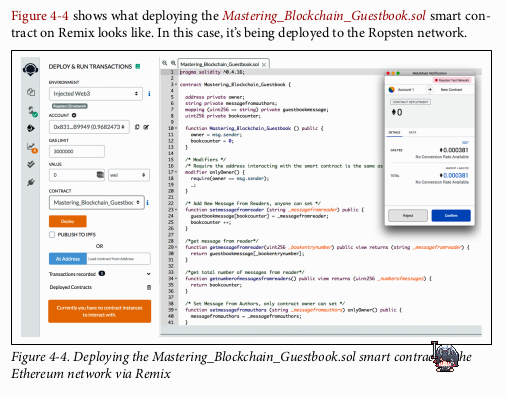 Figure 4-4 shows what deploying the Mastering_Blockchain_Guestbook.sol smart con-
tract on Remix looks like. In this case, it's being deployed to the Ropsten network.
DEPLOY & RUN TRANSACTIONS
ENVIRONMENT
Injected Web3
Ropsten (3) network
ACCOUNT
0x831...B9949 (0.9682473
GAS LIMIT
3000000
VALUE
0 wei
CONTRACT
Mastering_Blockchain_Guestboc
Deploy
PUBLISH TO IPFS
OR
At Address Load contract from Address
Transactions recorded
Deployed Contracts
Currently you have no contract instances
to interact with.
Mastering_Blockchain_Guestbook.sol
1 pragma solidity ^0.4.16;
2
3 contract Mastering_Blockchain_Guestbook {
4
5 address private owner;
6 string private messagefromauthors;
7 mapping (uint256 => string) private guestbookmessage;
8 uint256 private bookcounter;
9
10 function Mastering_Blockchain_Guestbook () public {
11 owner = msg.sender;
12 bookcounter = 0;
13 }
14
15 /* Modifiers */
16 /* Require the address interacting with the smart contract is the same as
17 modifier onlyOwner() {
18 require(owner == msg.sender);
19 _;
20 }
21
22 /* Add New Message From Readers, anyone can set */
23 function setmessagefromreader (string _messagefromreader) public {
24 guestbookmessage[bookcounter] = _messagefromreader;
25 bookcounter ++;
26 }
27
28 /*get message from reader*/
29 function getmessagefromreader(uint256 _bookentrynumber) public view returns (string _messagefromreader) {
30 return guestbookmessage[_bookentrynumber];
31 }
32
33 /*get total number of messages from reader*/
34 function getnumberofmessagesfromreaders() public view returns (uint256 _numberofmessages) {
35 return bookcounter;
36 }
37
38 /* Set Message From Authors, only contract owner can set */
39 function setmessagefromauthors (string _messagefromauthors) onlyOwner() public {
40 messagefromauthors = _messagefromauthors;
41 }
MetaMask Notification
Ropsten Test Network
Account 1 New Contract
CONTRACT DEPLOYMENT
0
DETAILS DATA
EDIT
GAS FEE 0.000381
No Conversion Rate Available
AMOUNT + GAS FEE
TOTAL 0.000381
No Conversion Rate Available
Reject Confirm
Figure 4-4. Deploying the Mastering_Blockchain_Guestbook.sol smart contrac the
Ethereum network via Remix